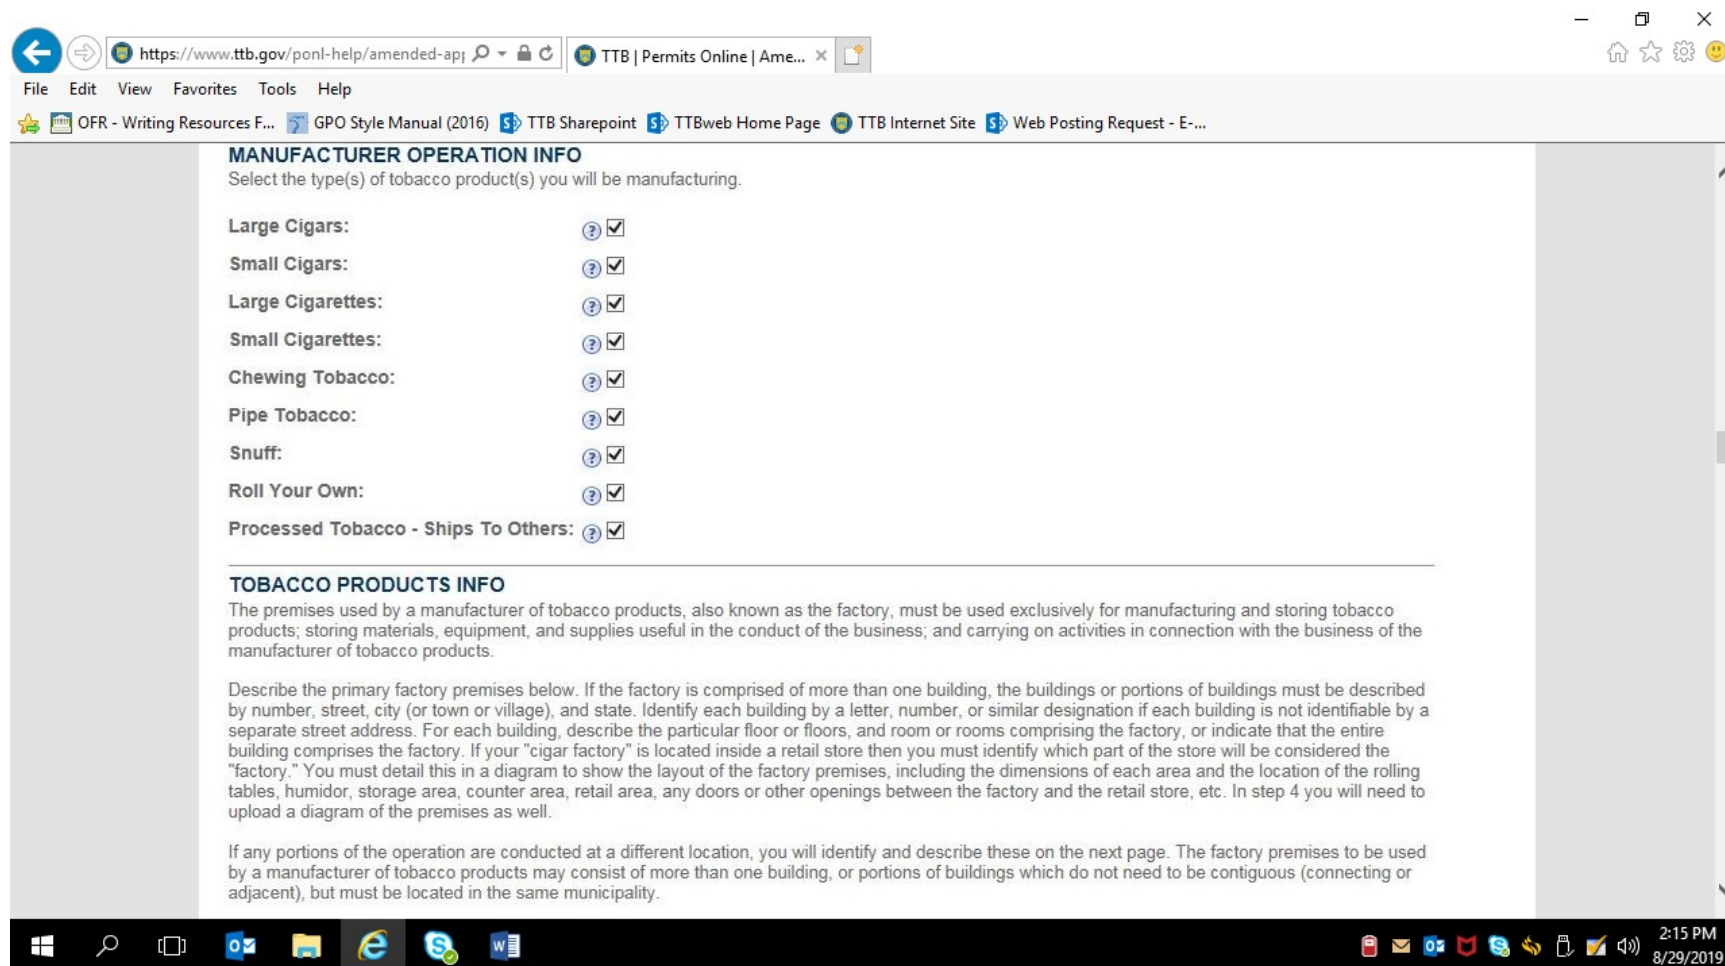 https://www.ttb.gov/ponl-help/amended-app
TTB | Permits Online | Ame...
File Edit View Favorites Tools Help
OFR - Writing Resources F... GPO Style Manual (2016) TTB Sharepoint TTBweb Home Page TTB Internet Site Web Posting Request - E-...
MANUFACTURER OPERATION INFO
Select the type(s) of tobacco product(s) you will be manufacturing.
Large Cigars:
Small Cigars:
Large Cigarettes:
Small Cigarettes:
Chewing Tobacco:
Pipe Tobacco:
Snuff:
Roll Your Own:
Processed Tobacco - Ships To Others:
TOBACCO PRODUCTS INFO
The premises used by a manufacturer of tobacco products, also known as the factory, must be used exclusively for manufacturing and storing tobacco
products; storing materials, equipment, and supplies useful in the conduct of the business; and carrying on activities in connection with the business of the
manufacturer of tobacco products.
Describe the primary factory premises below. If the factory is comprised of more than one building, the buildings or portions of buildings must be described
by number, street, city (or town or village), and state. Identify each building by a letter, number, or similar designation if each building is not identifiable by a
separate street address. For each building, describe the particular floor or floors, and room or rooms comprising the factory, or indicate that the entire
building comprises the factory. If your "cigar factory" is located inside a retail store then you must identify which part of the store will be considered the
"factory." You must detail this in a diagram to show the layout of the factory premises, including the dimensions of each area and the location of the rolling
tables, humidor, storage area, counter area, retail area, any doors or other openings between the factory and the retail store, etc. In step 4 you will need to
upload a diagram of the premises as well.
If any portions of the operation are conducted at a different location, you will identify and describe these on the next page. The factory premises to be used
by a manufacturer of tobacco products may consist of more than one building, or portions of buildings which do not need to be contiguous (connecting or
adjacent), but must be located in the same municipality.
2:15 PM
8/29/2019